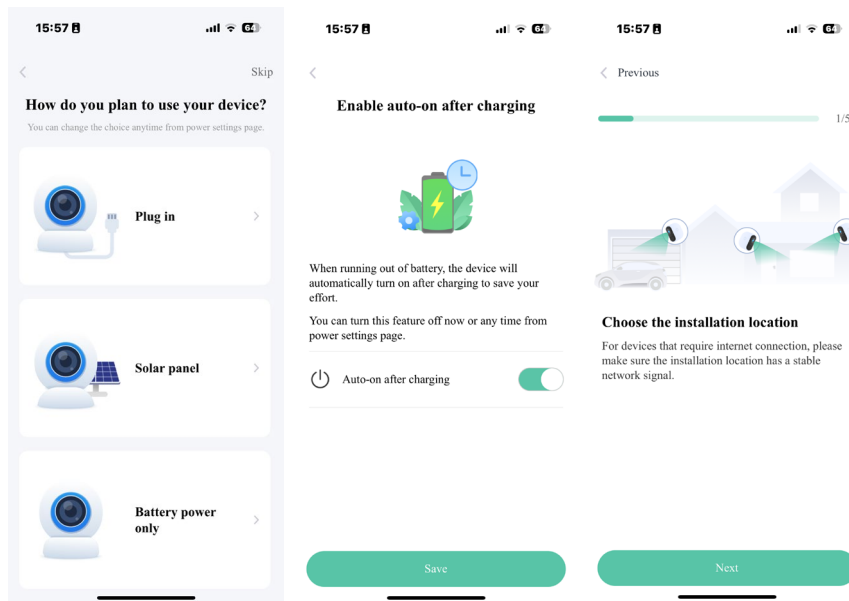 15:57
64
Skip
How do you plan to use your device?
You can change the choice anytime from power settings page.
Plug in
Solar panel
Battery power
only
15:57
64
Enable auto-on after charging
When running out of battery, the device will
automatically turn on after charging to save your
effort.
You can turn this feature off now or any time from
power settings page.
Auto-on after charging
Save
15:57
64
Previous
1/5
Choose the installation location
For devices that require internet connection, please
make sure the installation location has a stable
network signal.
Next